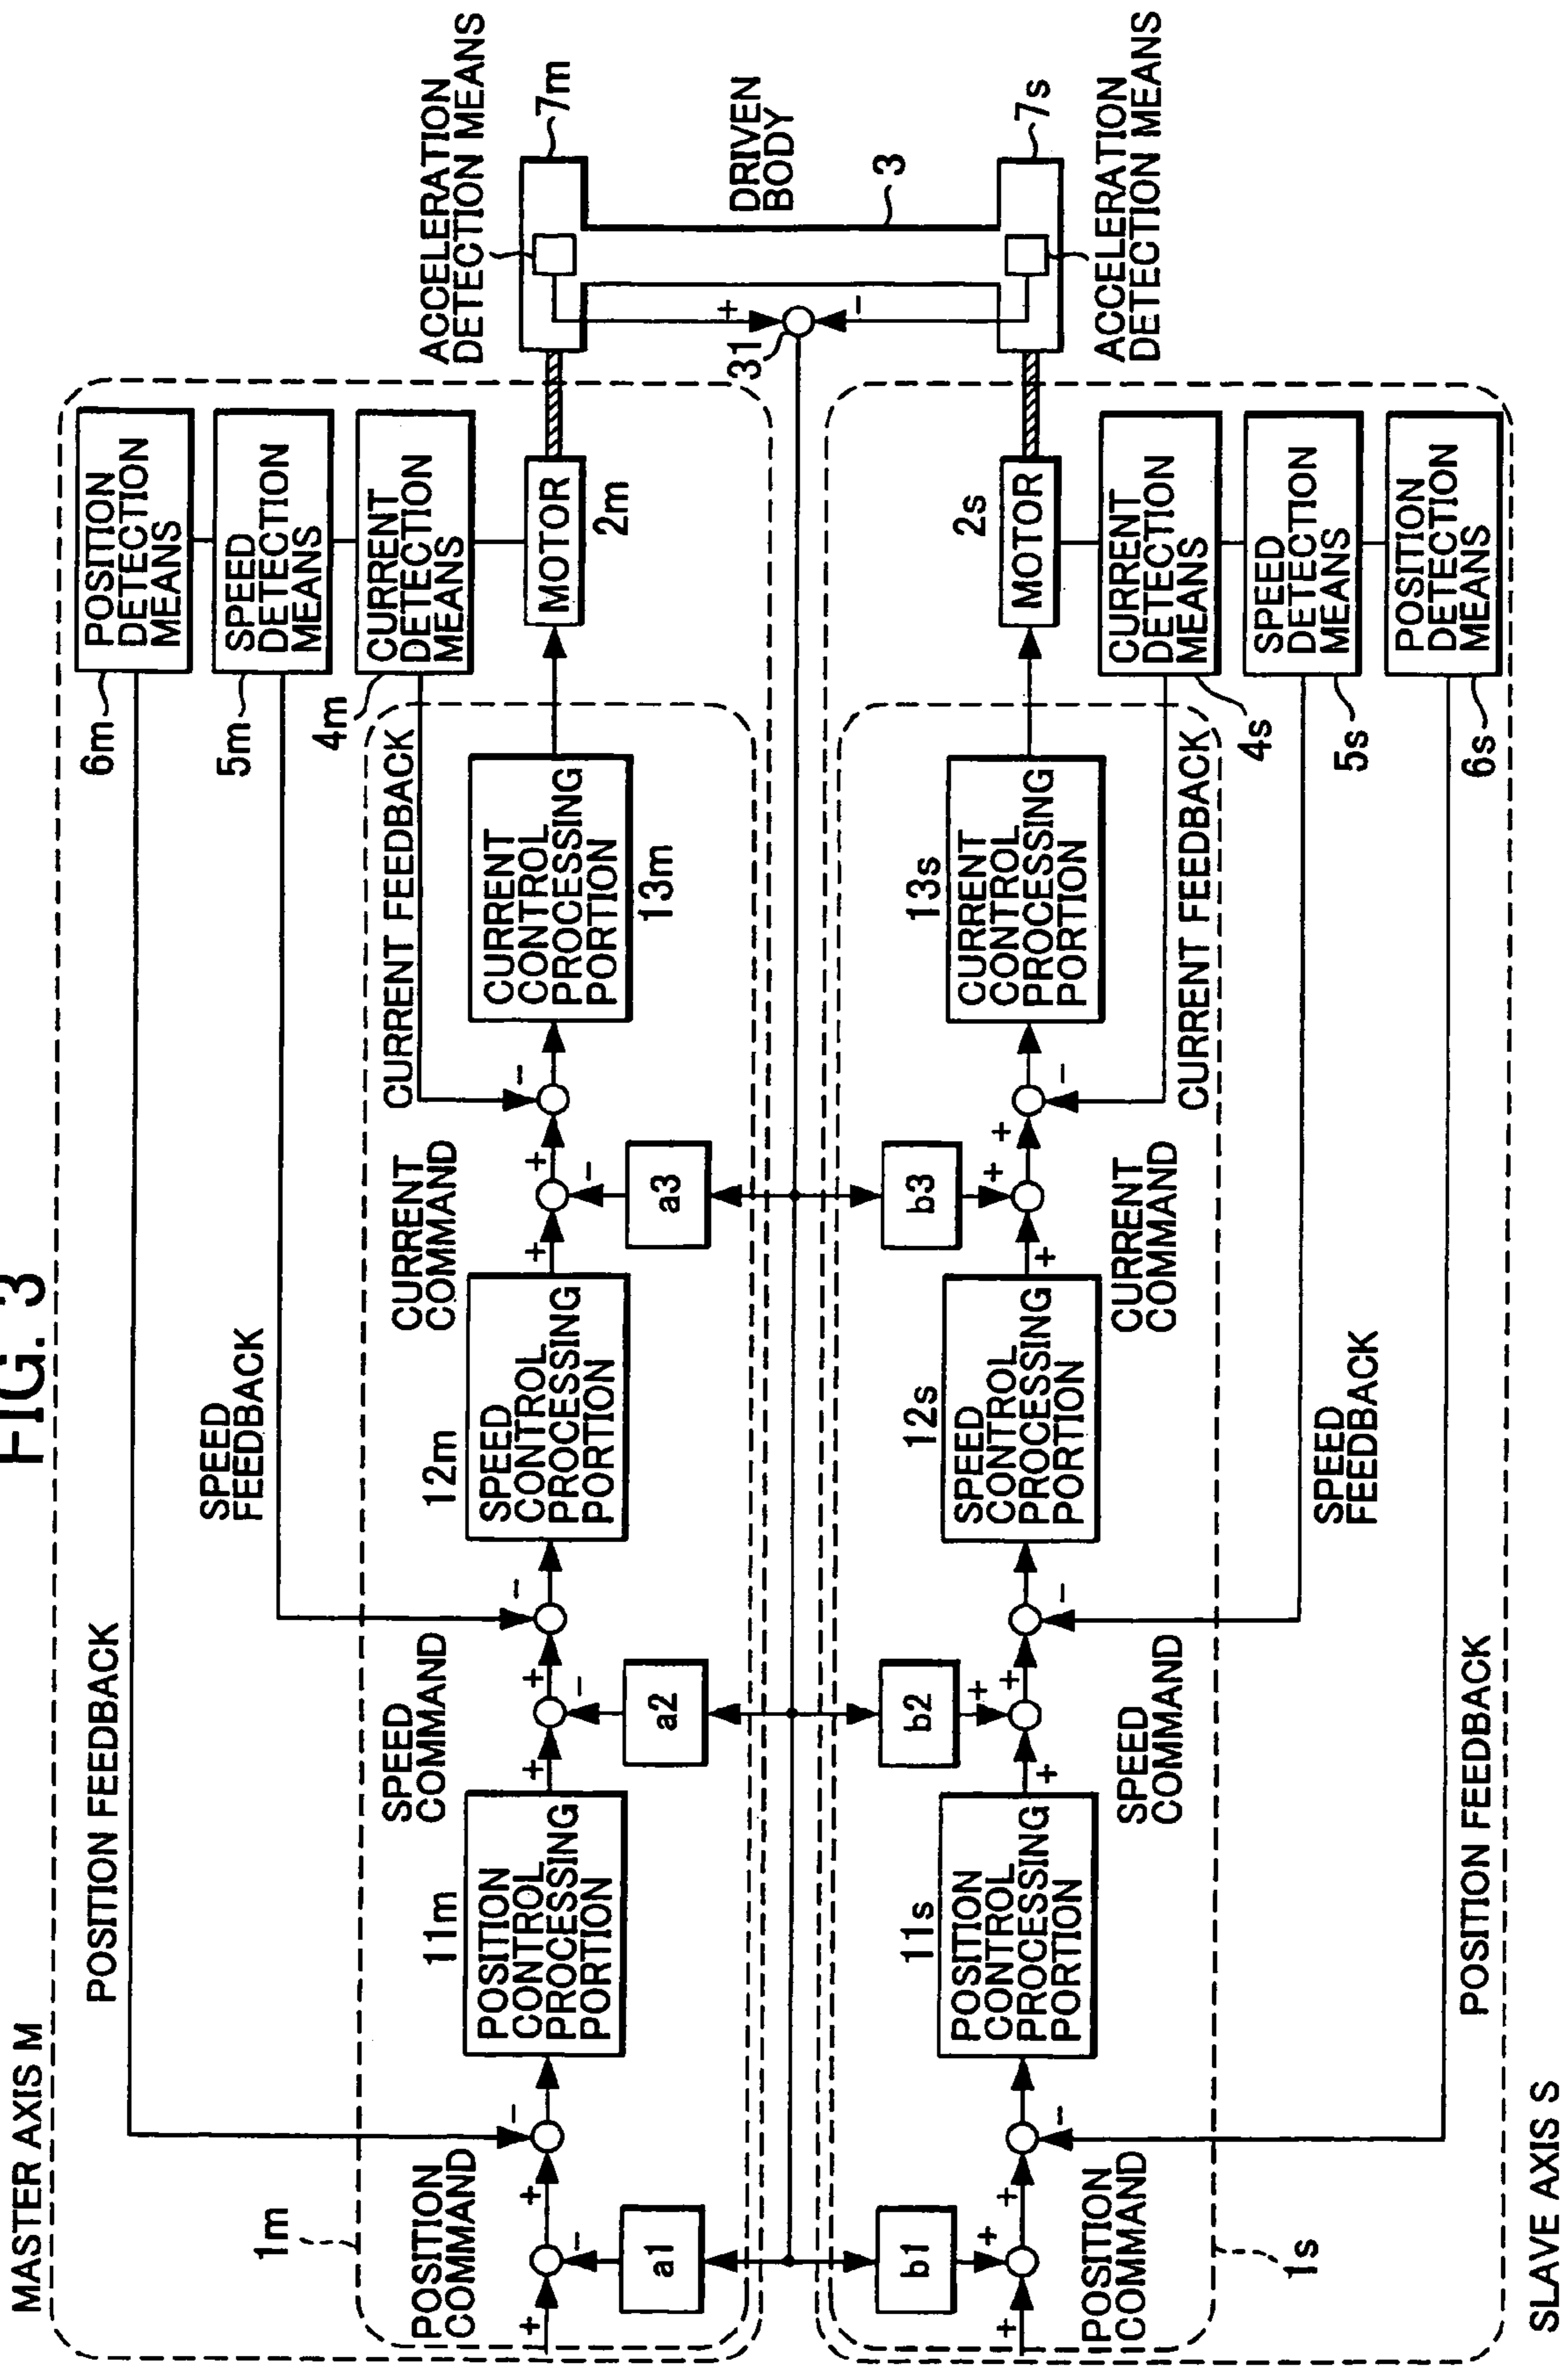 FIG. 3
MASTER AXIS M
POSITION FEEDBACK
SPEED
FEEDBACK
6m
POSITION
DETECTION
MEANS
5m
SPEED
DETECTION
MEANS
4m
CURRENT
DETECTION
MEANS
ACCELERATION
DETECTION MEANS
1m
POSITION
COMMAND
11m
POSITION
CONTROL
PROCESSING
PORTION
SPEED
COMMAND
12m
SPEED
CONTROL
PROCESSING
PORTION
CURRENT
COMMAND
CURRENT FEEDBACK
CURRENT
CONTROL
PROCESSING
PORTION
13m
MOTOR
2m
7m
+
−
+
−
+
−
+
−
+
−
+
−
a1
a2
a3
31
+
−
DRIVEN
BODY
3
b1
b2
b3
+
+
+
−
+
+
+
−
+
+
+
−
11s
POSITION
CONTROL
PROCESSING
PORTION
12s
SPEED
CONTROL
PROCESSING
PORTION
13s
CURRENT
CONTROL
PROCESSING
PORTION
2s
MOTOR
7s
ACCELERATION
DETECTION MEANS
POSITION
COMMAND
SPEED
COMMAND
CURRENT
COMMAND
CURRENT FEEDBACK
1s
4s
CURRENT
DETECTION
MEANS
5s
SPEED
DETECTION
MEANS
6s
POSITION
DETECTION
MEANS
SPEED
FEEDBACK
POSITION FEEDBACK
SLAVE AXIS S